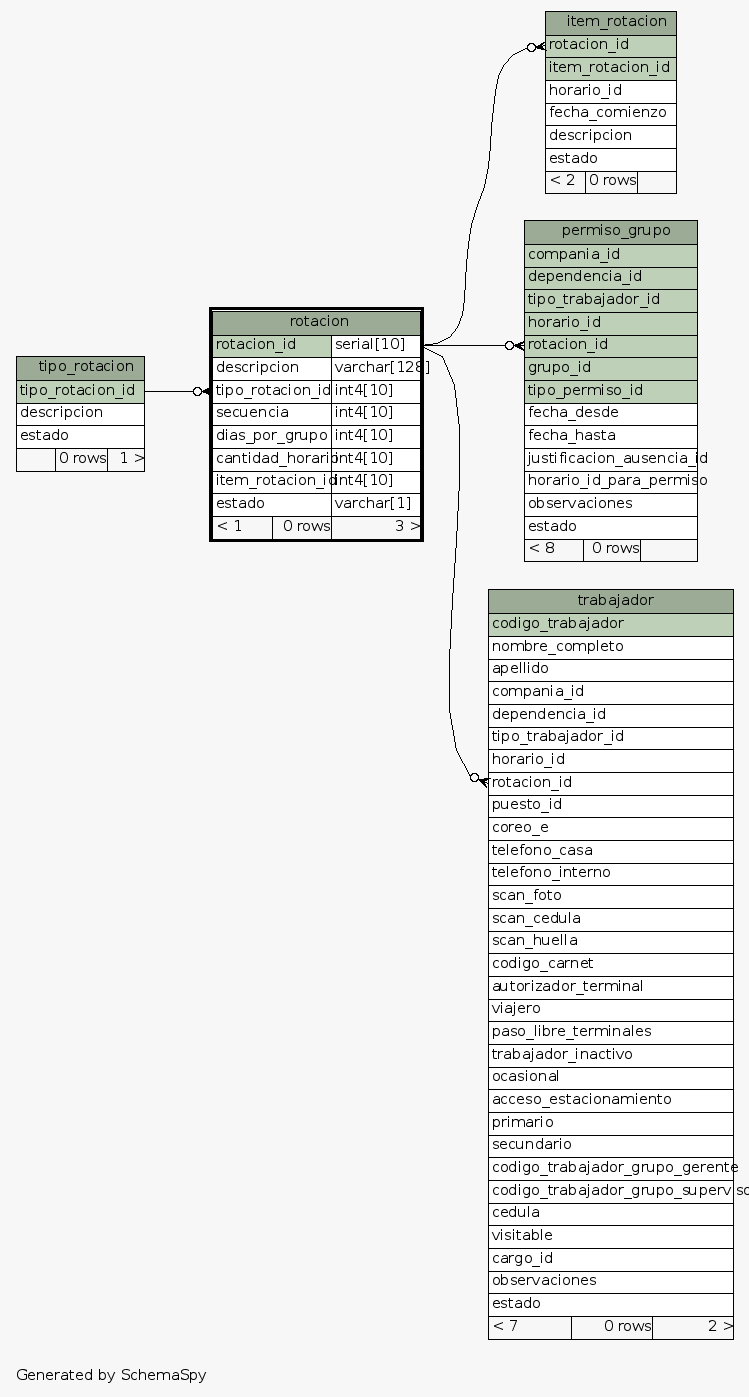 item_rotacion
rotacion_id
item_rotacion_id
horario_id
fecha_comienzo
descripcion
estado
< 2 0 rows
permiso_grupo
compania_id
dependencia_id
tipo_trabajador_id
horario_id
rotacion_id
grupo_id
tipo_permiso_id
fecha_desde
fecha_hasta
justificacion_ausencia_id
horario_id_para_permiso
observaciones
estado
< 8 0 rows
rotacion
rotacion_id serial[10]
descripcion varchar[128]
tipo_rotacion_id int4[10]
secuencia int4[10]
dias_por_grupo int4[10]
cantidad_horario int4[10]
item_rotacion_id int4[10]
estado varchar[1]
< 1 0 rows 3 >
tipo_rotacion
tipo_rotacion_id
descripcion
estado
0 rows 1 >
trabajador
codigo_trabajador
nombre_completo
apellido
compania_id
dependencia_id
tipo_trabajador_id
horario_id
rotacion_id
puesto_id
coreo_e
telefono_casa
telefono_interno
scan_foto
scan_cedula
scan_huella
codigo_carnet
autorizador_terminal
viajero
paso_libre_terminales
trabajador_inactivo
ocasional
acceso_estacionamiento
primario
secundario
codigo_trabajador_grupo_gerente
codigo_trabajador_grupo_superviso
cedula
visitable
cargo_id
observaciones
estado
< 7 0 rows 2 >
Generated by SchemaSpy